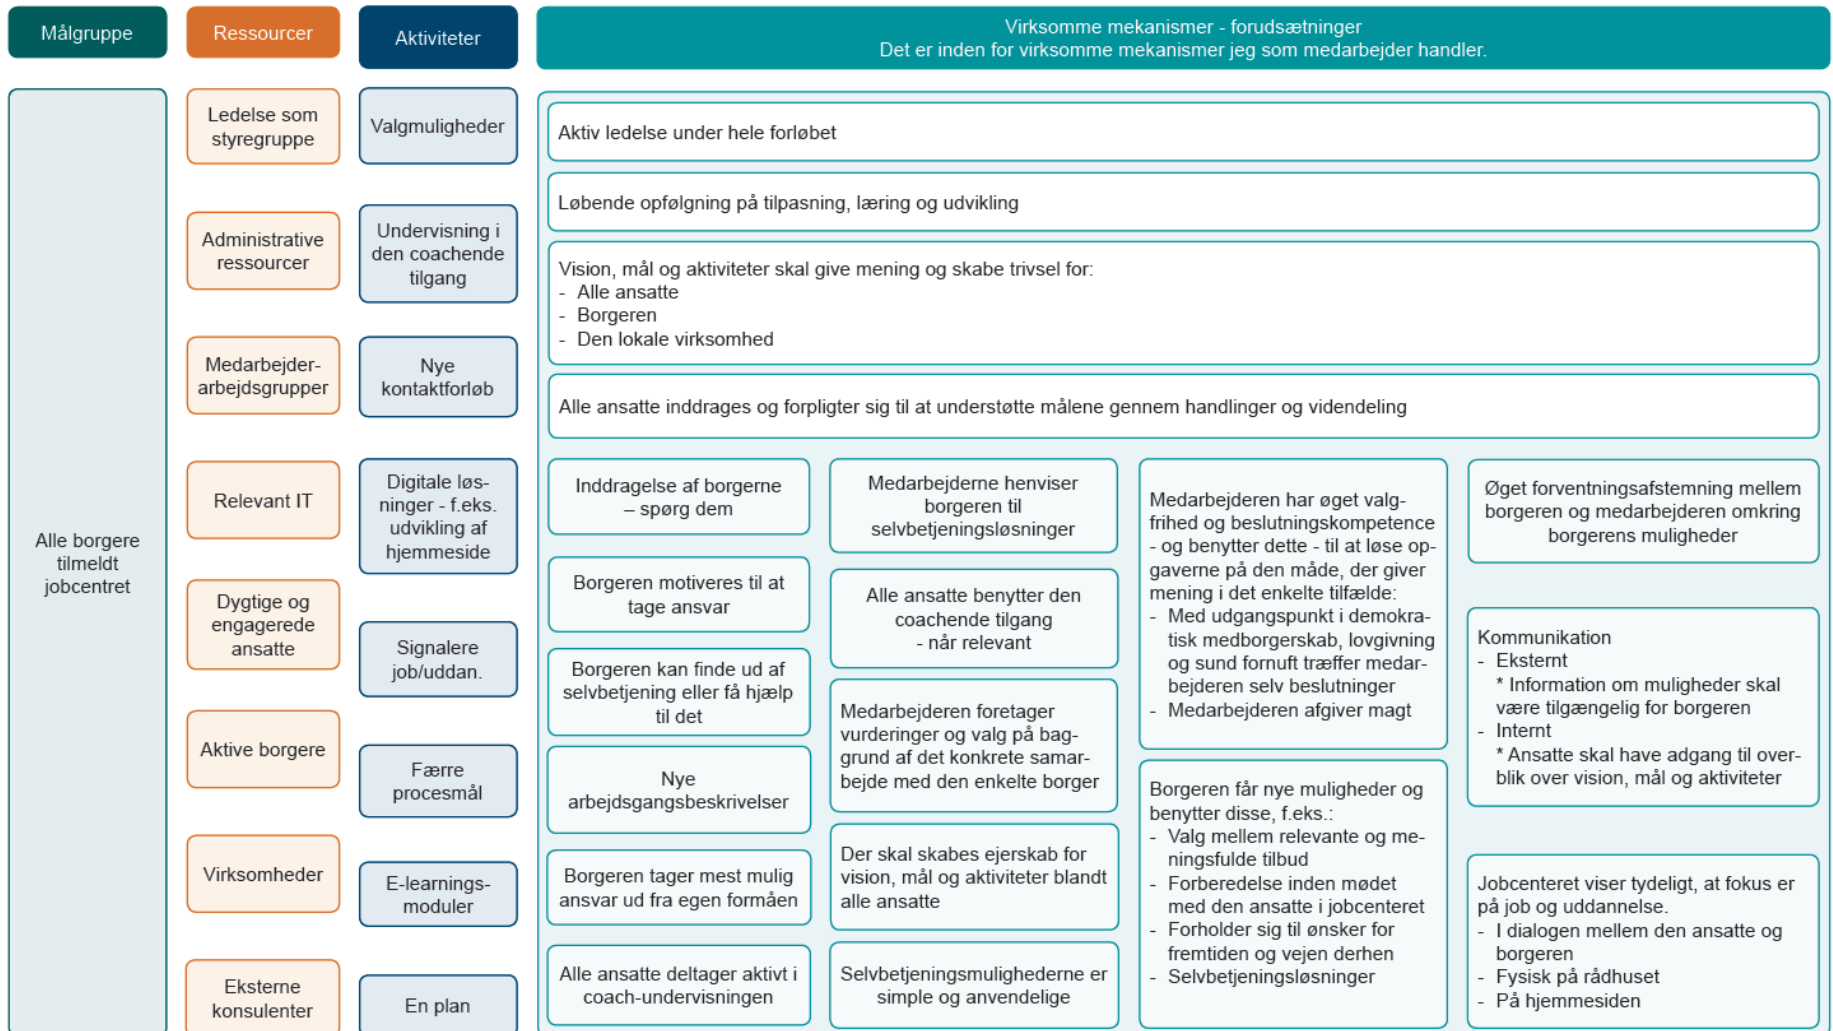 Målgruppe
Ressourcer
Aktiviteter
Virksomme mekanismer - forudsætninger
Det er inden for virksomme mekanismer jeg som medarbejder handler.
Alle borgere
tilmeldt
jobcentret
Ledelse som
styregruppe
Administrative
ressourcer
Medarbejder-
arbejdsgrupper
Relevant IT
Dygtige og
engagerede
ansatte
Aktive borgere
Virksomheder
Eksterne
konsulenter
Valgmuligheder
Undervisning i
den coachende
tilgang
Nye
kontaktforløb
Digitale løs-
ninger - f.eks.
udvikling af
hjemmeside
Signalere
job/uddan.
Færre
procesmål
E-learnings-
moduler
En plan
Aktiv ledelse under hele forløbet
Løbende opfølgning på tilpasning, læring og udvikling
Vision, mål og aktiviteter skal give mening og skabe trivsel for:
- Alle ansatte
- Borgeren
- Den lokale virksomhed
Alle ansatte inddrages og forpligter sig til at understøtte målene gennem handlinger og videndeling
Inddragelse af borgerne
– spørg dem
Borgeren motiveres til at
tage ansvar
Borgeren kan finde ud af
selvbetjening eller få hjælp
til det
Nye
arbejdsgangsbeskrivelser
Borgeren tager mest mulig
ansvar ud fra egen formåen
Alle ansatte deltager aktivt i
coach-undervisningen
Medarbejderne henviser
borgeren til
selvbetjeningsløsninger
Alle ansatte benytter den
coachende tilgang
- når relevant
Medarbejderen foretager
vurderinger og valg på bag-
grund af det konkrete samar-
bejde med den enkelte borger
Der skal skabes ejerskab for
vision, mål og aktiviteter blandt
alle ansatte
Selvbetjeningsmulighederne er
simple og anvendelige
Medarbejderen har øget valg-
frihed og beslutningskompetence
- og benytter dette - til at løse op-
gaverne på den måde, der giver
mening i det enkelte tilfælde:
- Med udgangspunkt i demokra-
tisk medborgerskab, lovgivning
og sund fornuft træffer medar-
bejderen selv beslutninger
- Medarbejderen afgiver magt
Borgeren får nye muligheder og
benytter disse, f.eks.:
- Valg mellem relevante og me-
ningsfulde tilbud
- Forberedelse inden mødet
med den ansatte i jobcenteret
- Forholder sig til ønsker for
fremtiden og vejen derhen
- Selvbetjeningsløsninger
Øget forventningsafstemning mellem
borgeren og medarbejderen omkring
borgerens muligheder
Kommunikation
- Eksternt
* Information om muligheder skal
være tilgængelig for borgeren
- Internt
* Ansatte skal have adgang til over-
blik over vision, mål og aktiviteter
Jobcenteret viser tydeligt, at fokus er
på job og uddannelse.
- I dialogen mellem den ansatte og
borgeren
- Fysisk på rådhuset
- På hjemmesiden